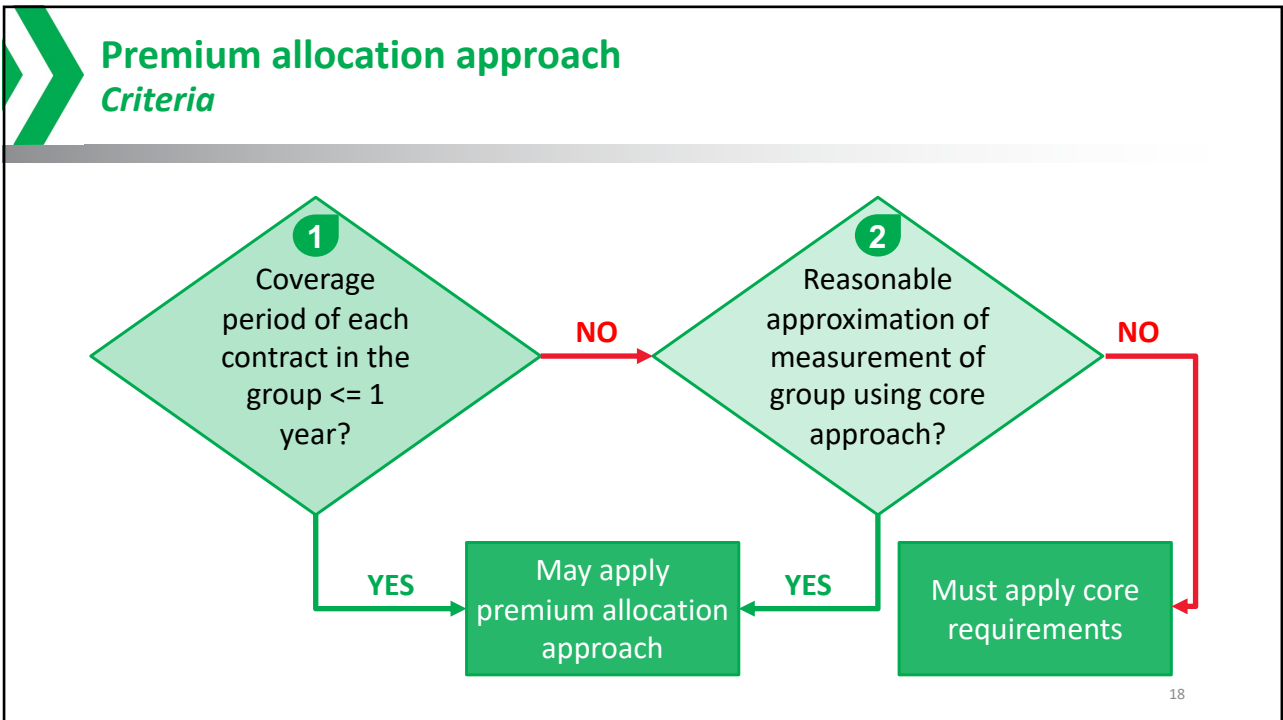 Premium allocation approach
Criteria
1
Coverage
period of each
contract in the
group <= 1
year?
NO
2
Reasonable
approximation of
measurement of
group using core
approach?
NO
YES
May apply
premium allocation
approach
YES
Must apply core
requirements
18